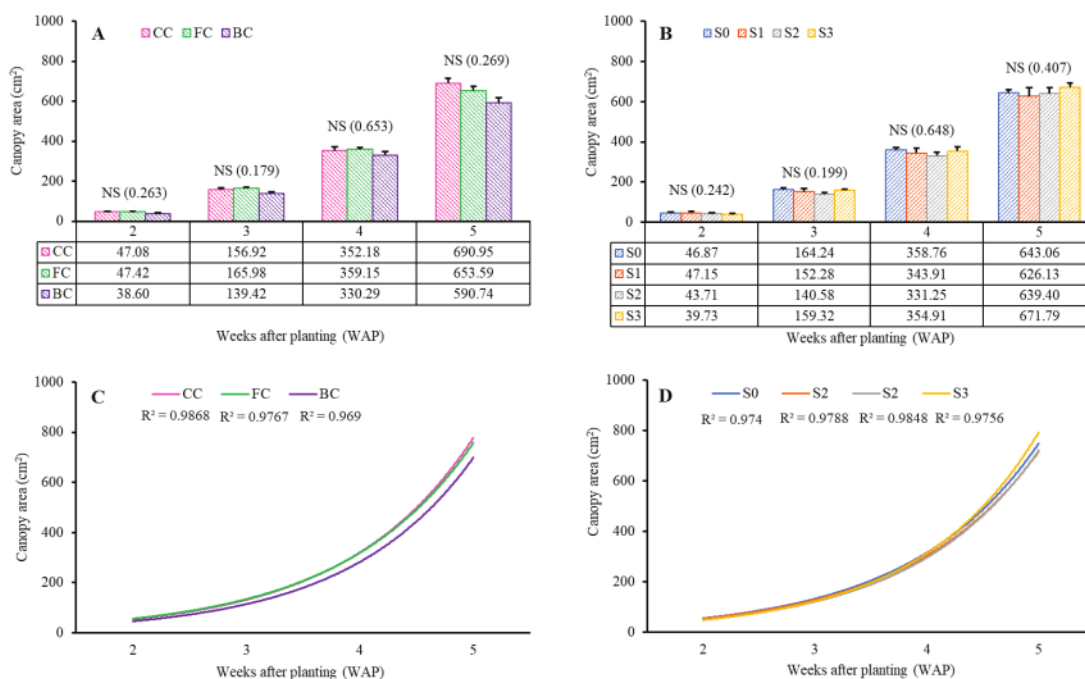 A
CC FC BC
Canopy area (cm²)
1000
800
600
400
200
0
NS (0.263)
NS (0.179)
NS (0.653)
NS (0.269)
2 3 4 5
CC 47.08 156.92 352.18 690.95
FC 47.42 165.98 359.15 653.59
BC 38.60 139.42 330.29 590.74
Weeks after planting (WAP)
B
S0 S1 S2 S3
Canopy area (cm²)
1000
800
600
400
200
0
NS (0.242)
NS (0.199)
NS (0.648)
NS (0.407)
2 3 4 5
S0 46.87 164.24 358.76 643.06
S1 47.15 152.28 343.91 626.13
S2 43.71 140.58 331.25 639.40
S3 39.73 159.32 354.91 671.79
Weeks after planting (WAP)
C
CC FC BC
R² = 0.9868 R² = 0.9767 R² = 0.969
Canopy area (cm²)
1000
800
600
400
200
0
2 3 4 5
Weeks after planting (WAP)
D
S0 S2 S2 S3
R² = 0.974 R² = 0.9788 R² = 0.9848 R² = 0.9756
Canopy area (cm²)
1000
800
600
400
200
0
2 3 4 5
Weeks after planting (WAP)